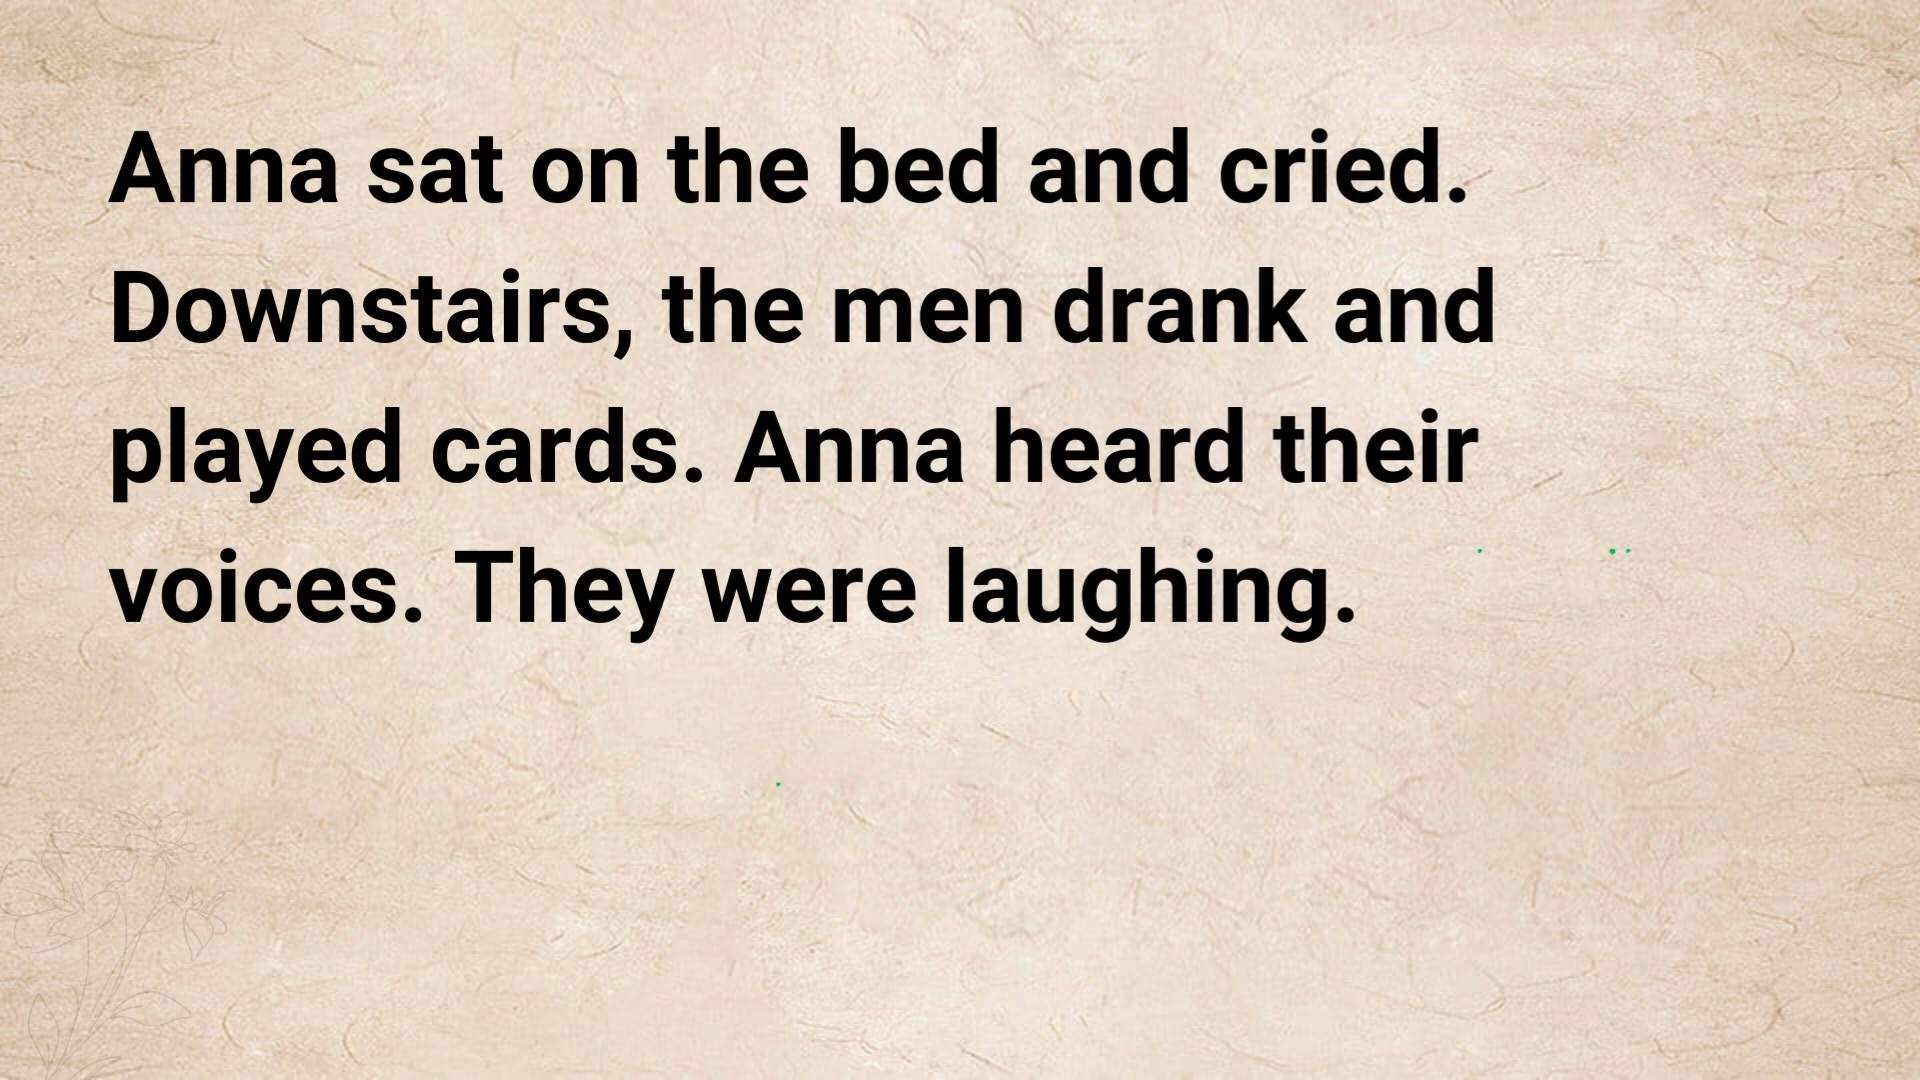 Anna sat on the bed and cried.
Downstairs, the men drank and
played cards. Anna heard their
voices. They were laughing.